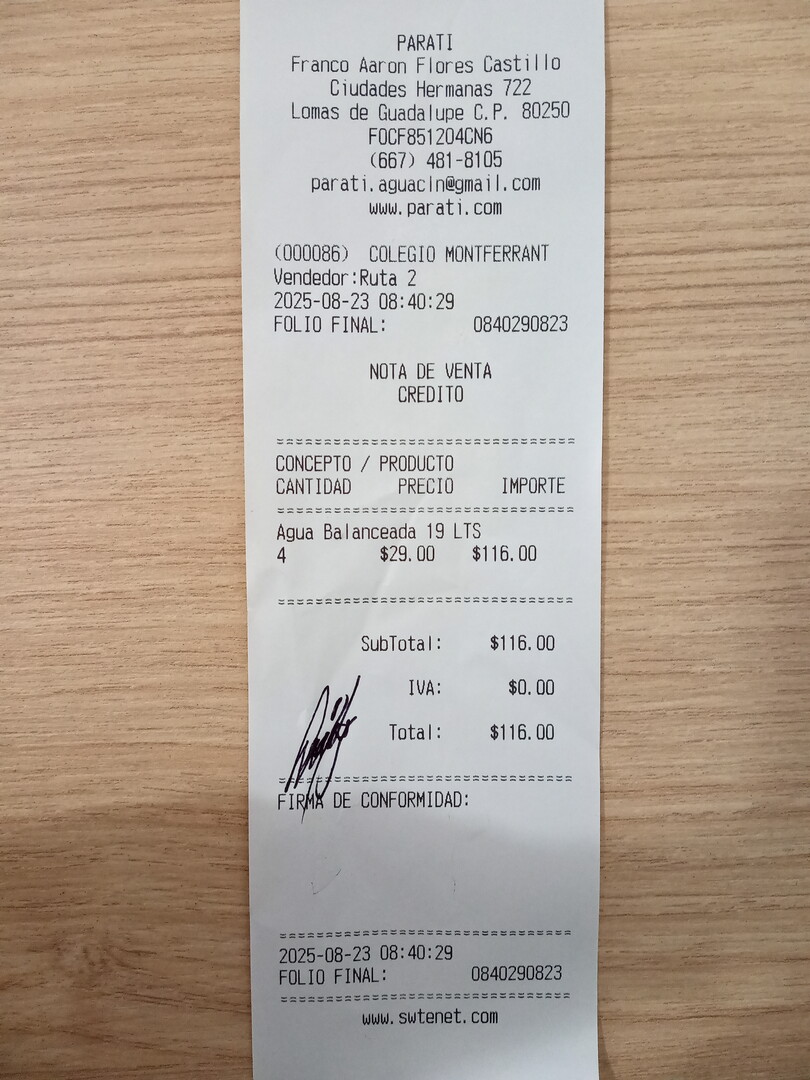 PARATI
Franco Aaron Flores Castillo
Ciudades Hermanas 722
Lomas de Guadalupe C.P. 80250
FOCF851204CN6
(667) 481-8105
parati.aguacln@gmail.com
www.parati.com
(000086) COLEGIO MONTFERRANT
Vendedor:Ruta 2
2025-08-23 08:40:29
FOLIO FINAL: 0840290823
NOTA DE VENTA
CREDITO
================================
CONCEPTO / PRODUCTO
CANTIDAD PRECIO IMPORTE
================================
Agua Balanceada 19 LTS
4 $29.00 $116.00
================================
SubTotal: $116.00
IVA: $0.00
Total: $116.00
================================
FIRMA DE CONFORMIDAD:
================================
2025-08-23 08:40:29
FOLIO FINAL: 0840290823
================================
www.swtenet.com